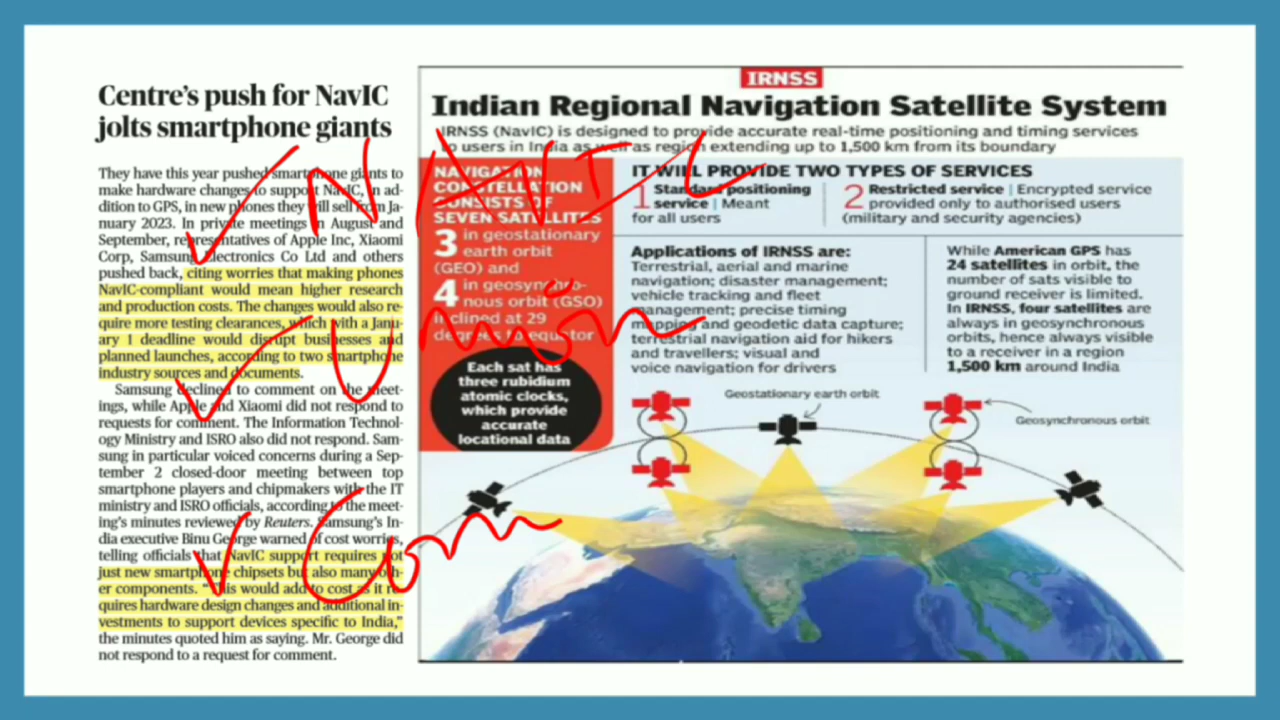 Centre's push for NavIC
jolts smartphone giants
They have this year pushed smartphone giants to
make hardware changes to support NavIC, in ad-
dition to GPS, in new phones they will sell from Ja-
nuary 2023. In private meetings in August and
September, representatives of Apple Inc, Xiaomi
Corp, Samsung Electronics Co Ltd and others
pushed back, citing worries that making phones
NavIC-compliant would mean higher research
and production costs. The changes would also re-
quire more testing clearances, which with a Janu-
ary 1 deadline would disrupt businesses and
planned launches, according to two smartphone
industry sources and documents.
Samsung declined to comment on the meet-
ings, while Apple and Xiaomi did not respond to
requests for comment. The Information Technol-
ogy Ministry and ISRO also did not respond. Sam-
sung in particular voiced concerns during a Sep-
tember 2 closed-door meeting between top
smartphone players and chipmakers with the IT
ministry and ISRO officials, according to the meet-
ing's minutes reviewed by Reuters. Samsung's In-
dia executive Binu George warned of cost worries,
telling officials that NavIC support requires not
just new smartphone chipsets but also many oth-
er components. "This would add to cost as it re-
quires hardware design changes and additional in-
vestments to support devices specific to India,"
the minutes quoted him as saying. Mr. George did
not respond to a request for comment.
IRNSS
Indian Regional Navigation Satellite System
IRNSS (NavIC) is designed to provide accurate real-time positioning and timing services
to users in India as well as region extending up to 1,500 km from its boundary
NAVIGATION
CONSTELLATION
CONSISTS OF
SEVEN SATELLITES
3 in geostationary
earth orbit
(GEO) and
4 in geosynchro-
nous orbit (GSO)
inclined at 29
degrees to equator
Each sat has
three rubidium
atomic clocks,
which provide
accurate
locational data
IT WILL PROVIDE TWO TYPES OF SERVICES
1 Standard positioning
service | Meant
for all users
2 Restricted service | Encrypted service
provided only to authorised users
(military and security agencies)
Applications of IRNSS are:
Terrestrial, aerial and marine
navigation; disaster management;
vehicle tracking and fleet
management; precise timing
mapping and geodetic data capture;
terrestrial navigation aid for hikers
and travellers; visual and
voice navigation for drivers
While American GPS has
24 satellites in orbit, the
number of sats visible to
ground receiver is limited.
In IRNSS, four satellites are
always in geosynchronous
orbits, hence always visible
to a receiver in a region
1,500 km around India
Geostationary earth orbit
Geosynchronous orbit
NAVIC
Com